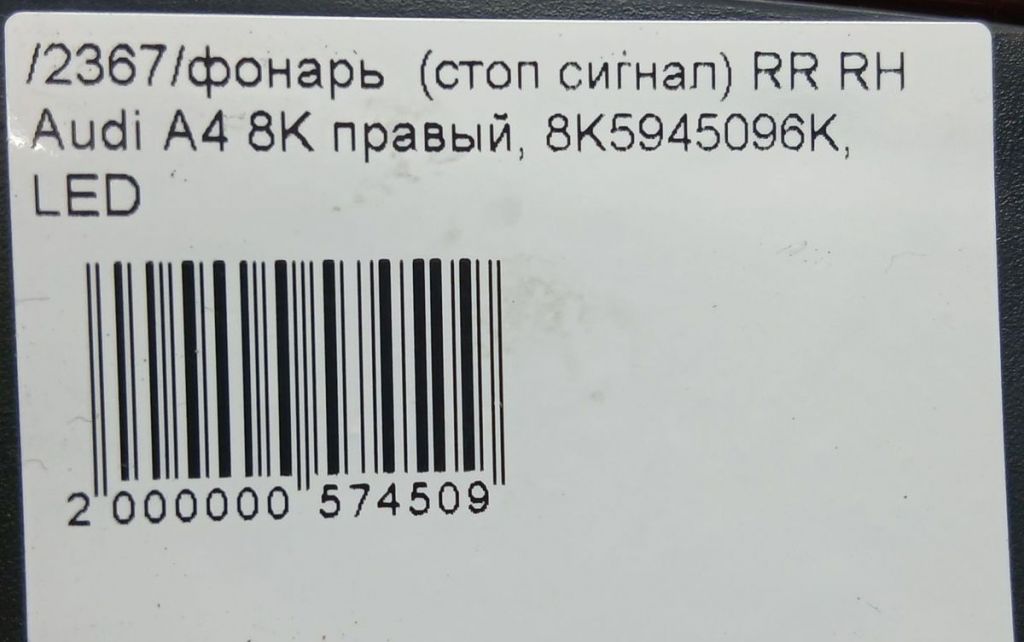 /2367/фонарь (стоп сигнал) RR RH
Audi A4 8K правый, 8K5945096K,
LED
2 000000 574509